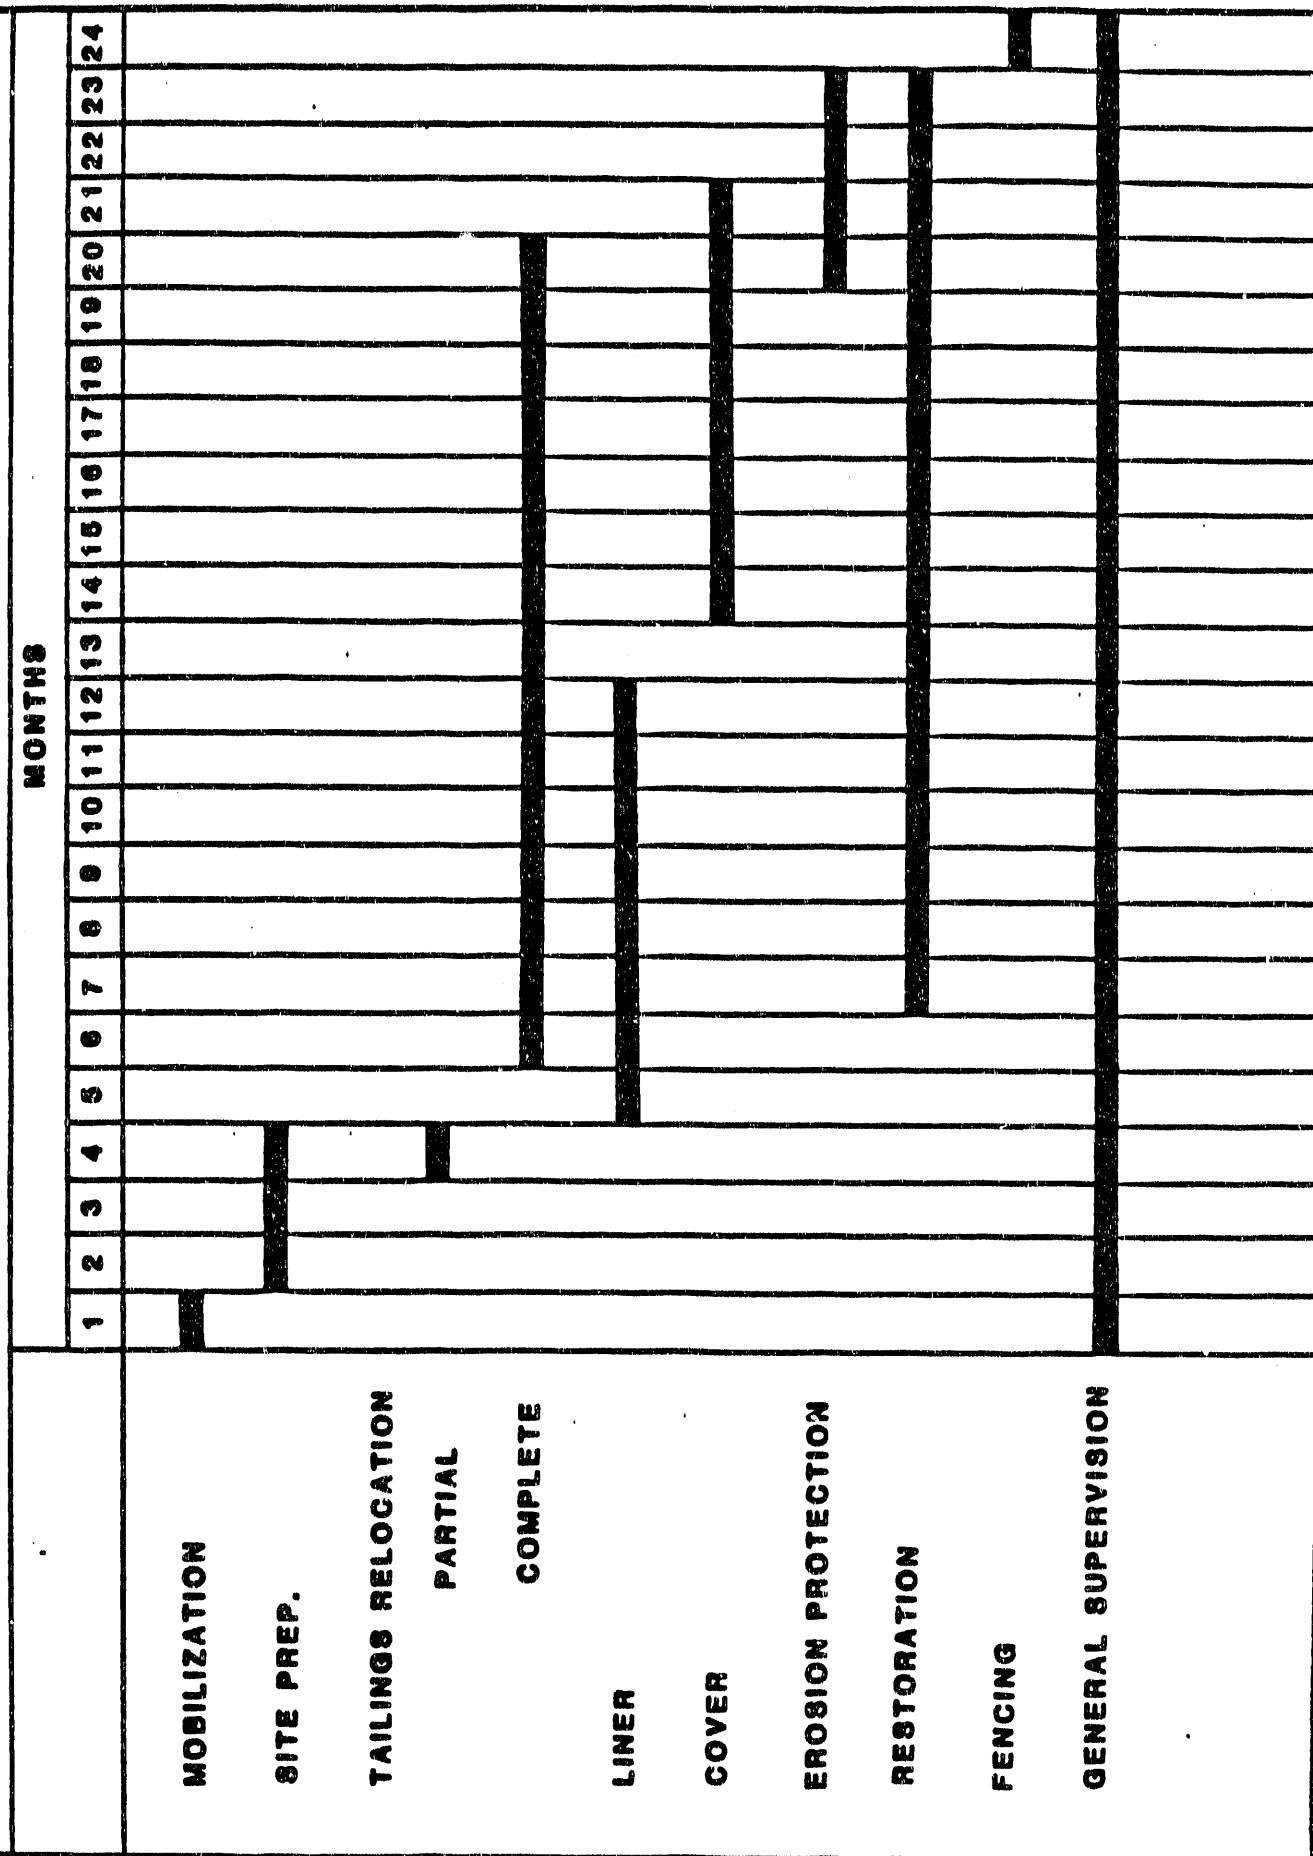 MONTHS
1 2 3 4 5 6 7 8 9 10 11 12 13 14 15 16 17 18 19 20 21 22 23 24
MOBILIZATION
SITE PREP.
TAILINGS RELOCATION
PARTIAL
COMPLETE
LINER
COVER
EROSION PROTECTION
RESTORATION
FENCING
GENERAL SUPERVISION